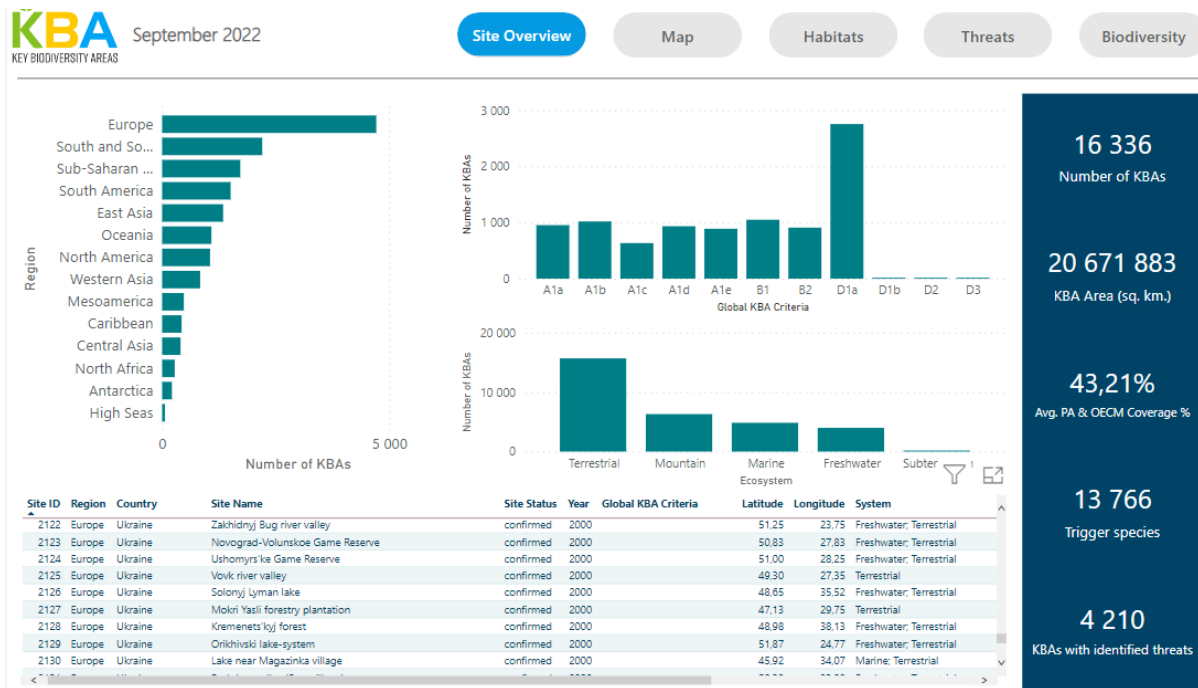 KBA
KEY BIODIVERSITY AREAS
September 2022
Site Overview
Map
Habitats
Threats
Biodiversity
Region
Europe
South and So...
Sub-Saharan ...
South America
East Asia
Oceania
North America
Western Asia
Mesoamerica
Caribbean
Central Asia
North Africa
Antarctica
High Seas
0 5 000
Number of KBAs
Number of KBAs
3 000
2 000
1 000
0
A1a A1b A1c A1d A1e B1 B2 D1a D1b D2 D3
Global KBA Criteria
Number of KBAs
20 000
10 000
0
Terrestrial Mountain Marine Freshwater Subter
Ecosystem
16 336
Number of KBAs
20 671 883
KBA Area (sq. km.)
43,21%
Avg. PA & OECM Coverage %
13 766
Trigger species
4 210
KBAs with identified threats
Site ID Region Country Site Name Site Status Year Global KBA Criteria Latitude Longitude System
2122 Europe Ukraine Zakhidnyj Bug river valley confirmed 2000 51,25 23,75 Freshwater; Terrestrial
2123 Europe Ukraine Novograd-Volunskoe Game Reserve confirmed 2000 50,83 27,83 Freshwater; Terrestrial
2124 Europe Ukraine Ushomyrs'ke Game Reserve confirmed 2000 51,00 28,25 Freshwater; Terrestrial
2125 Europe Ukraine Vovk river valley confirmed 2000 49,30 27,35 Terrestrial
2126 Europe Ukraine Solonyj Lyman lake confirmed 2000 48,65 35,52 Freshwater; Terrestrial
2127 Europe Ukraine Mokri Yasli forestry plantation confirmed 2000 47,13 29,75 Terrestrial
2128 Europe Ukraine Kremenets'kyj forest confirmed 2000 48,98 38,13 Freshwater; Terrestrial
2129 Europe Ukraine Orikhivski lake-system confirmed 2000 51,87 24,77 Freshwater; Terrestrial
2130 Europe Ukraine Lake near Magazinka village confirmed 2000 45,92 34,07 Marine; Terrestrial